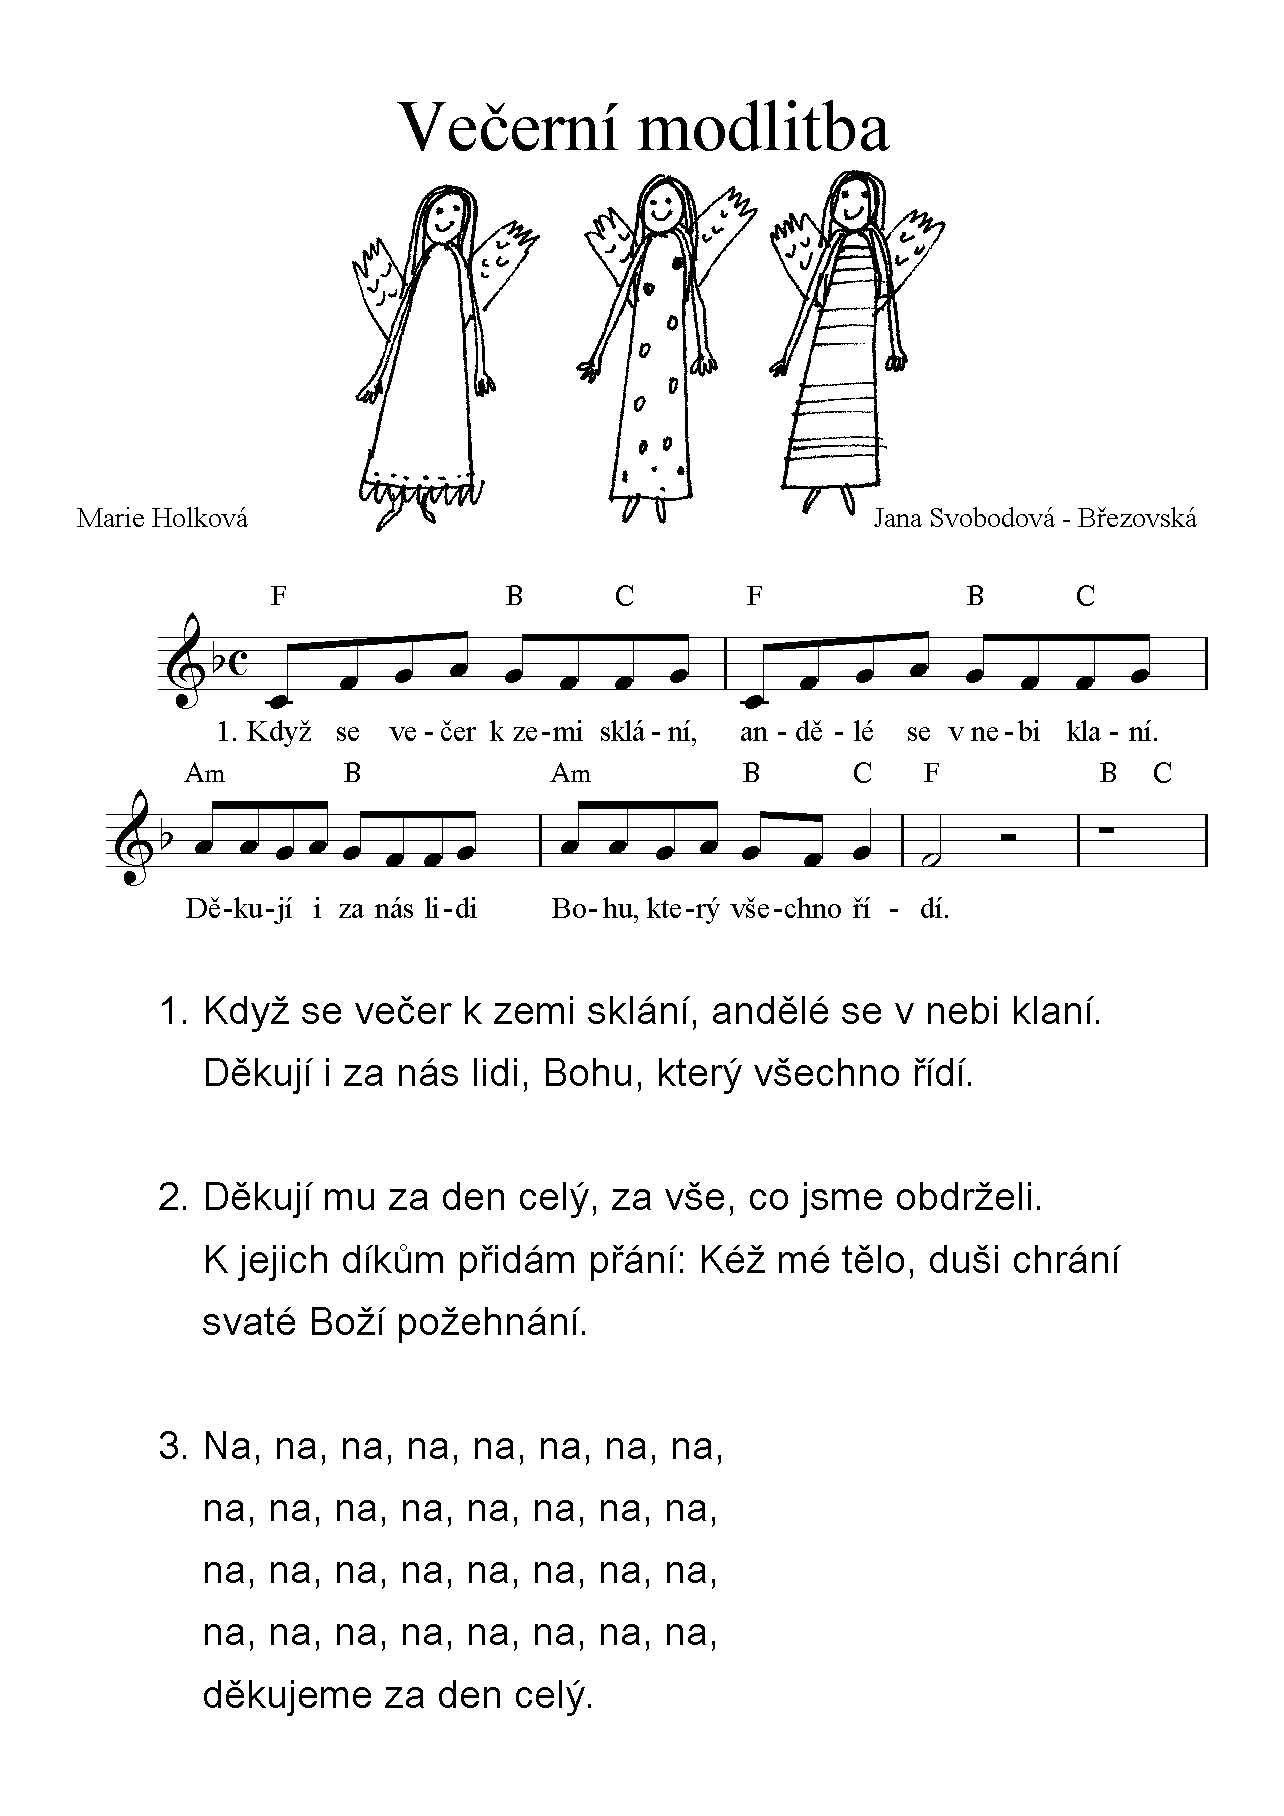 Večerní modlitba
Marie Holková
Jana Svobodová - Březovská
F B C F B C
1. Když se ve - čer k ze - mi sklá - ní, an - dě - lé se v ne - bi kla - ní.
Am B Am B C F B C
Dě - ku - jí i za nás li - di Bo - hu, kte - rý vše - chno ří - dí.
1. Když se večer k zemi sklání, andělé se v nebi klaní.
Děkují i za nás lidi, Bohu, který všechno řídí.
2. Děkují mu za den celý, za vše, co jsme obdrželi.
K jejich díkům přidám přání: Kéž mé tělo, duši chrání
svaté Boží požehnání.
3. Na, na, na, na, na, na, na, na,
na, na, na, na, na, na, na, na,
na, na, na, na, na, na, na, na,
na, na, na, na, na, na, na, na,
děkujeme za den celý.